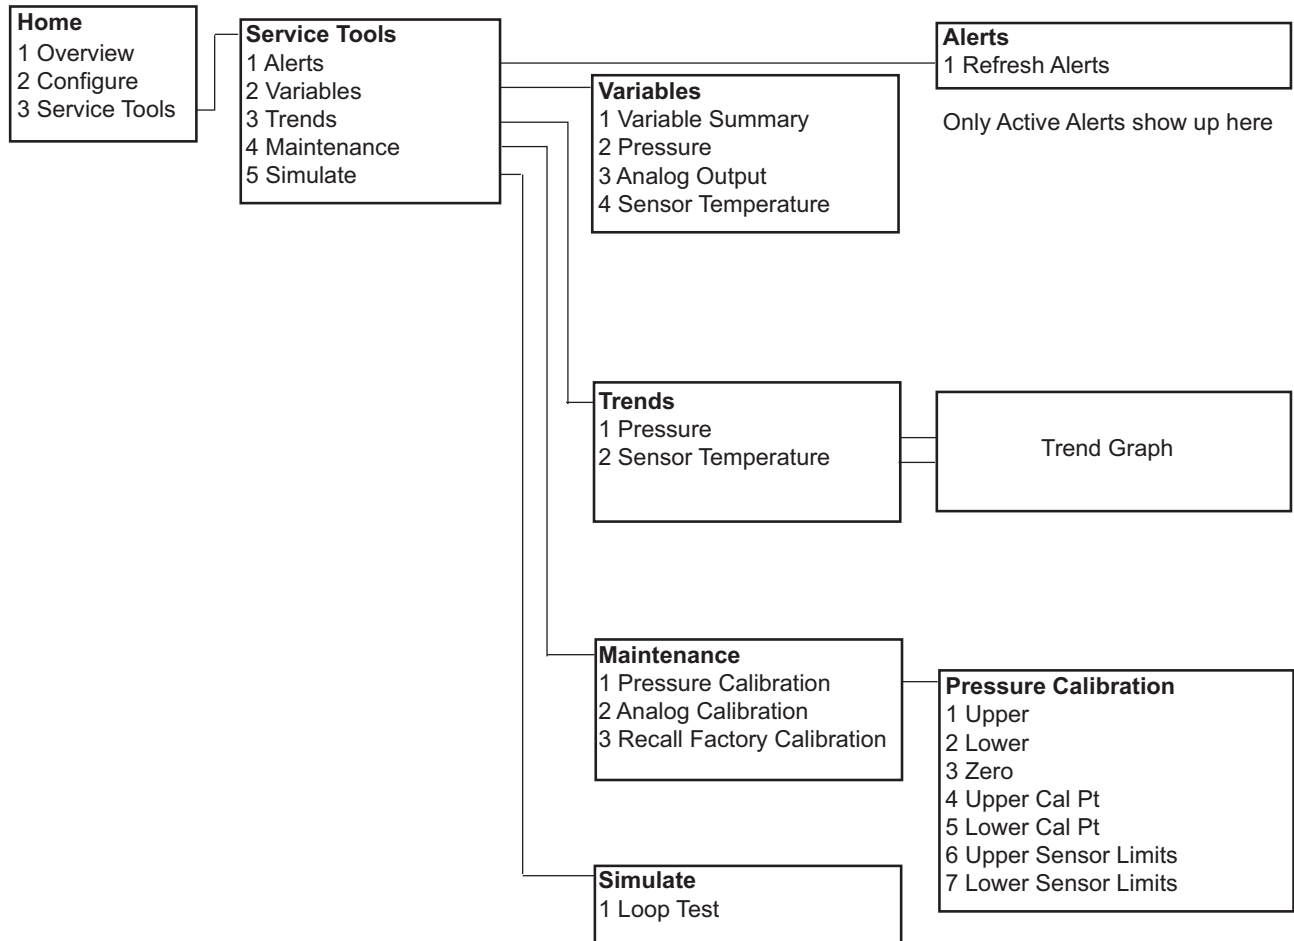 Home
1 Overview
2 Configure
3 Service Tools
Service Tools
1 Alerts
2 Variables
3 Trends
4 Maintenance
5 Simulate
Alerts
1 Refresh Alerts
Only Active Alerts show up here
Variables
1 Variable Summary
2 Pressure
3 Analog Output
4 Sensor Temperature
Trends
1 Pressure
2 Sensor Temperature
Trend Graph
Maintenance
1 Pressure Calibration
2 Analog Calibration
3 Recall Factory Calibration
Pressure Calibration
1 Upper
2 Lower
3 Zero
4 Upper Cal Pt
5 Lower Cal Pt
6 Upper Sensor Limits
7 Lower Sensor Limits
Simulate
1 Loop Test